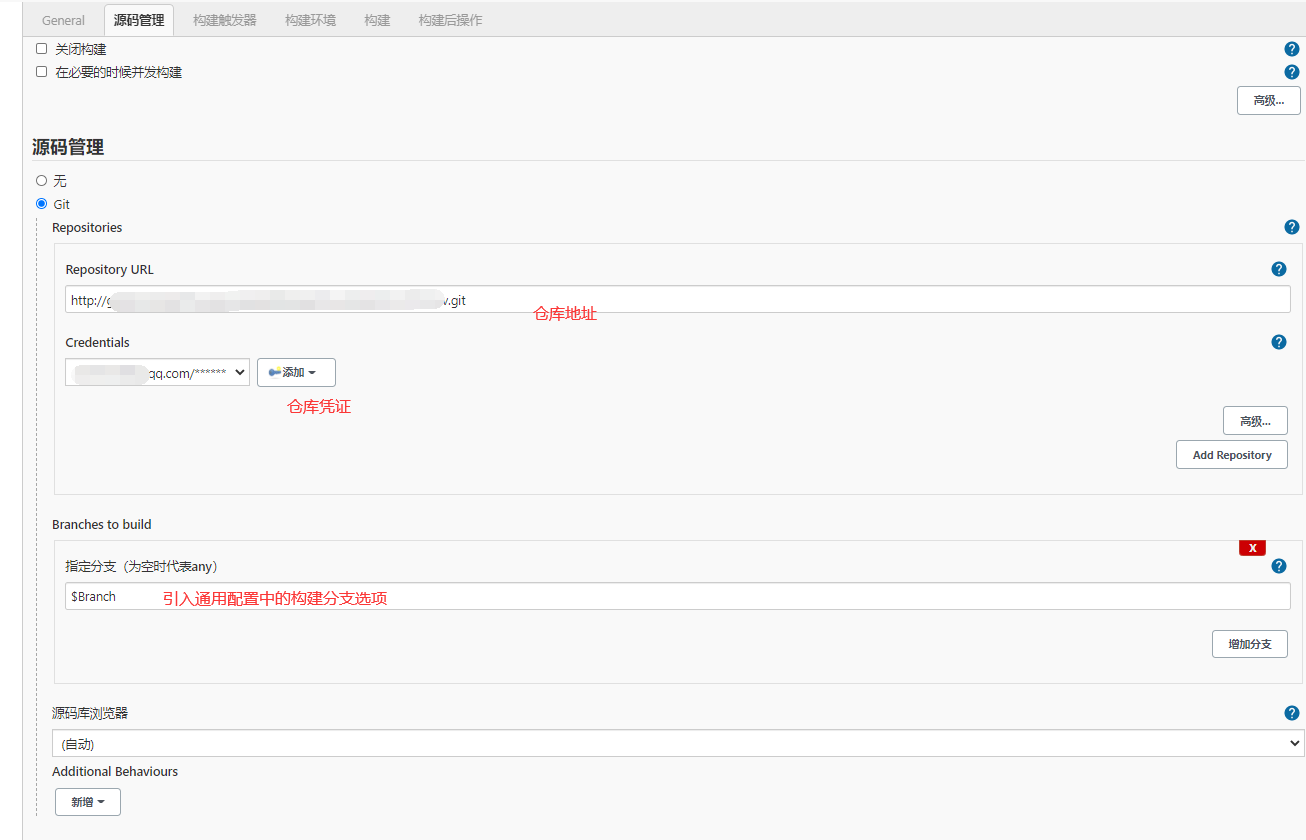 General 源码管理 构建触发器 构建环境 构建 构建后操作
关闭构建
在必要的时候并发构建
高级...
源码管理
无
Git
Repositories
Repository URL
http://g v.git
仓库地址
Credentials
qq.com/****** 添加
仓库凭证
高级...
Add Repository
Branches to build
X
指定分支（为空时代表any）
$Branch 引入通用配置中的构建分支选项
增加分支
源码库浏览器
(自动)
Additional Behaviours
新增